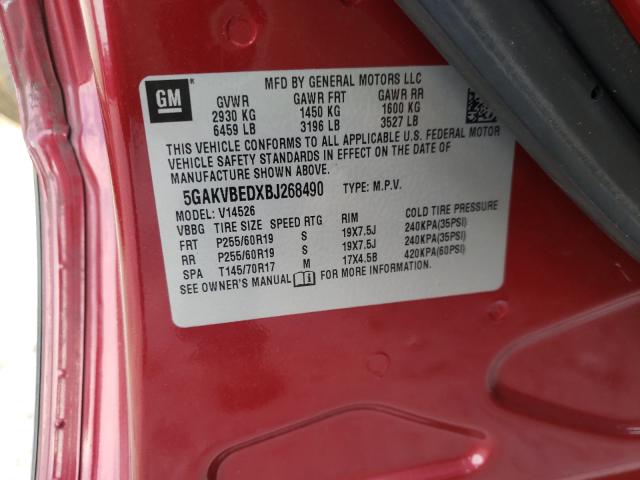 MFD BY GENERAL MOTORS LLC
GM ®
GVWR GAWR FRT GAWR RR
2930 KG 1450 KG 1600 KG
6459 LB 3196 LB 3527 LB
THIS VEHICLE CONFORMS TO ALL APPLICABLE U.S. FEDERAL MOTOR
VEHICLE SAFETY STANDARDS IN EFFECT ON THE DATE OF
MANUFACTURE SHOWN ABOVE.
5GAKVBEDXBJ268490 TYPE: M.P.V.
MODEL: V14526
VBBG TIRE SIZE SPEED RTG RIM COLD TIRE PRESSURE
FRT P255/60R19 S 19X7.5J 240KPA(35PSI)
RR P255/60R19 S 19X7.5J 240KPA(35PSI)
SPA T145/70R17 M 17X4.5B 420KPA(60PSI)
SEE OWNER'S MANUAL FOR MORE INFORMATION.